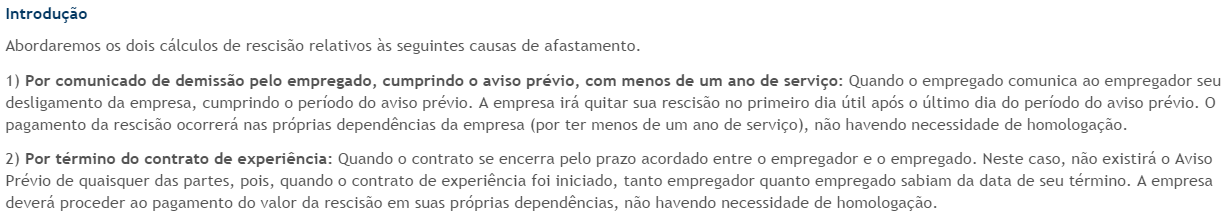 Introdução
Abordaremos os dois cálculos de rescisão relativos às seguintes causas de afastamento.
1) Por comunicado de demissão pelo empregado, cumprindo o aviso prévio, com menos de um ano de serviço: Quando o empregado comunica ao empregador seu
desligamento da empresa, cumprindo o período do aviso prévio. A empresa irá quitar sua rescisão no primeiro dia útil após o último dia do período do aviso prévio. O
pagamento da rescisão ocorrerá nas próprias dependências da empresa (por ter menos de um ano de serviço), não havendo necessidade de homologação.
2) Por término do contrato de experiência: Quando o contrato se encerra pelo prazo acordado entre o empregador e o empregado. Neste caso, não existirá o Aviso
Prévio de quaisquer das partes, pois, quando o contrato de experiência foi iniciado, tanto empregador quanto empregado sabiam da data de seu término. A empresa
deverá proceder ao pagamento do valor da rescisão em suas próprias dependências, não havendo necessidade de homologação.